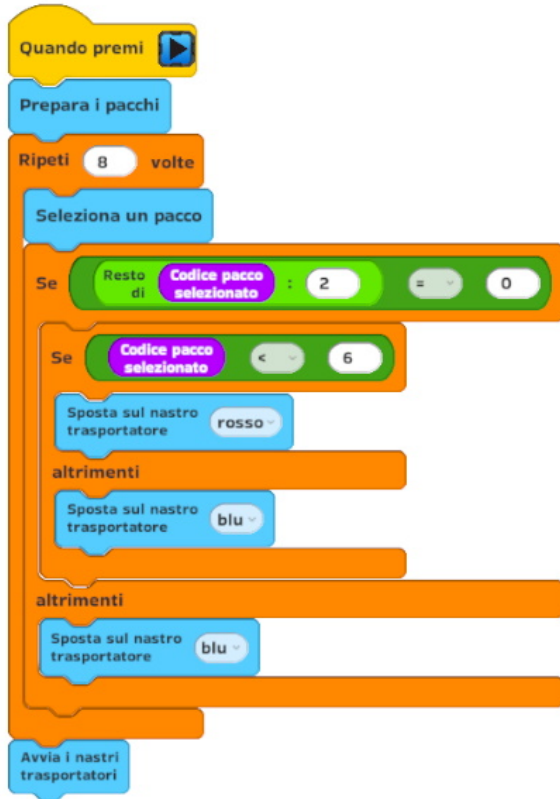 Quando premi
Prepara i pacchi
Ripeti 8 volte
Seleziona un pacco
Se Resto di Codice pacco selezionato : 2 = 0
Se Codice pacco selezionato < 6
Sposta sul nastro trasportatore rosso
altrimenti
Sposta sul nastro trasportatore blu
altrimenti
Sposta sul nastro trasportatore blu
Avvia i nastri
trasportatori